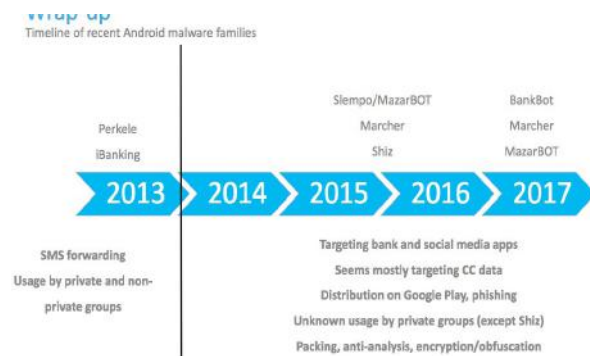 Wrap-up
Timeline of recent Android malware families
Slempo/MazarBOT
BankBot
Perkele
Marcher
Marcher
iBanking
Shiz
MazarBOT
2013
2014
2015
2016
2017
SMS forwarding
Usage by private and non-
private groups
Targeting bank and social media apps
Seems mostly targeting CC data
Distribution on Google Play, phishing
Unknown usage by private groups (except Shiz)
Packing, anti-analysis, encryption/obfuscation